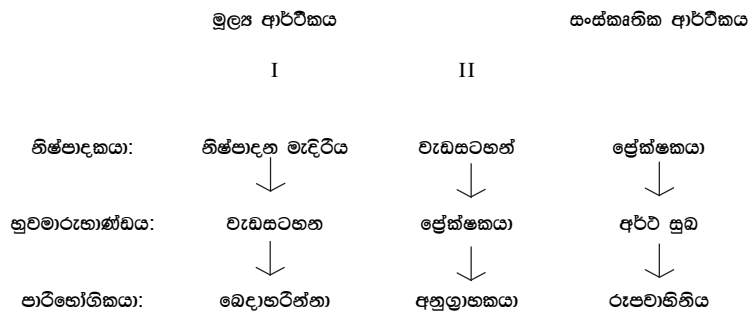 මූල්‍ය ආර්ථිකය සංස්කෘතික ආර්ථිකය
I II
නිෂ්පාදකයා: නිෂ්පාදන මැදිරිය වැඩසටහන් ප්‍රේක්ෂකයා
හුවමාරුභාණ්ඩය: වැඩසටහන ප්‍රේක්ෂකයා අර්ථ සුඛ
පාරිභෝගිකයා: බෙදාහරින්නා අනුග්‍රාහකයා රූපවාහිනිය